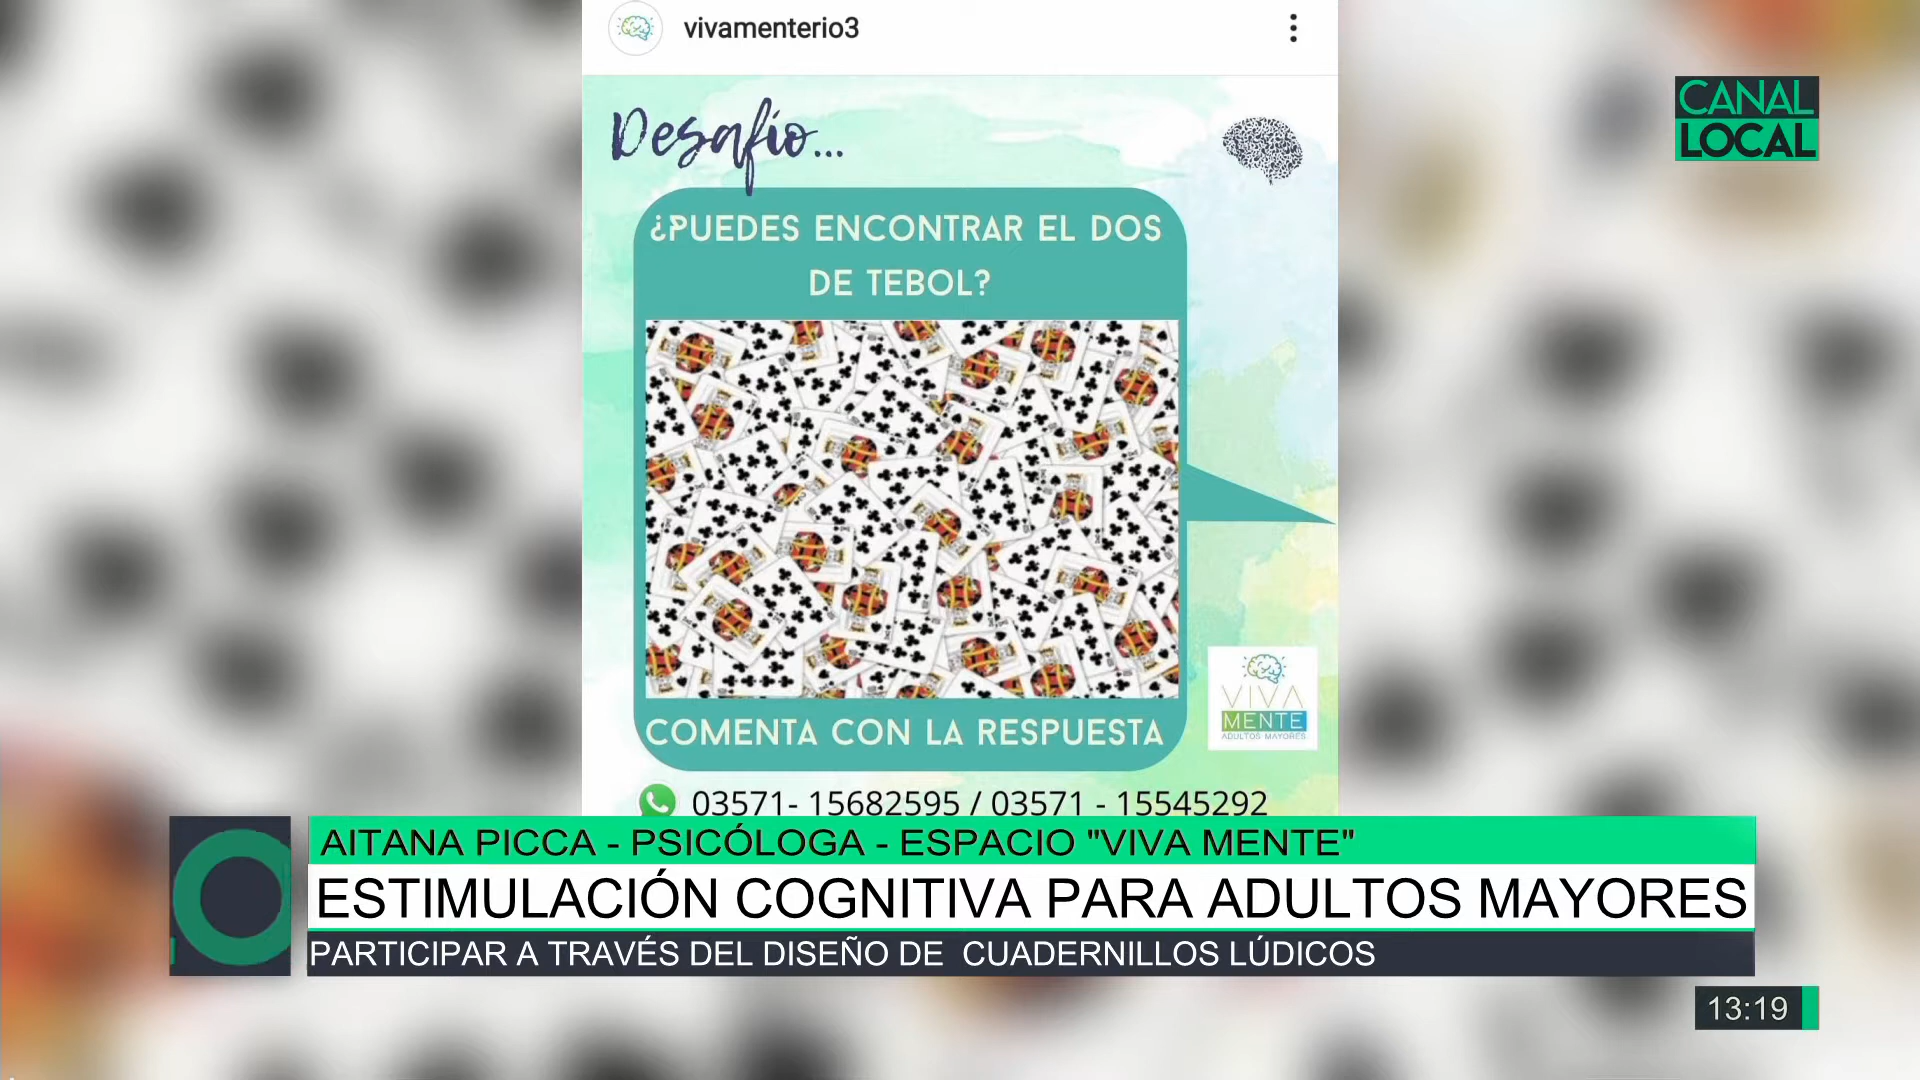 vivamenterio3
CANAL
LOCAL
Desafío...
¿PUEDES ENCONTRAR EL DOS
DE TEBOL?
COMENTA CON LA RESPUESTA
VIVA
MENTE
ADULTOS MAYORES
03571- 15682595 / 03571 - 15545292
AITANA PICCA - PSICÓLOGA - ESPACIO "VIVA MENTE"
ESTIMULACIÓN COGNITIVA PARA ADULTOS MAYORES
PARTICIPAR A TRAVÉS DEL DISEÑO DE  CUADERNILLOS LÚDICOS
13:19